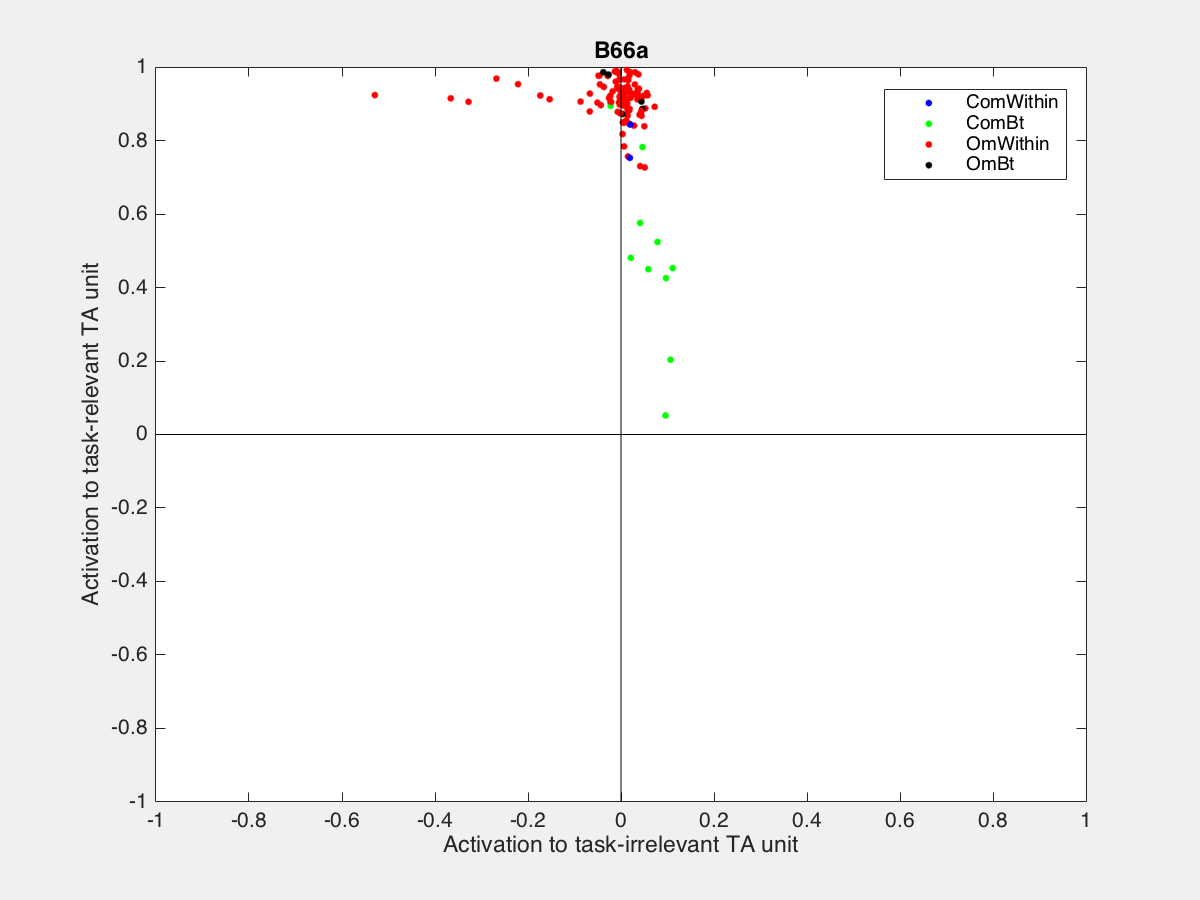 B66a
1
0.8
0.6
0.4
0.2
0
-0.2
-0.4
-0.6
-0.8
-1
Activation to task-relevant TA unit
ComWithin
ComBt
OmWithin
OmBt
-1 -0.8 -0.6 -0.4 -0.2 0 0.2 0.4 0.6 0.8 1
Activation to task-irrelevant TA unit